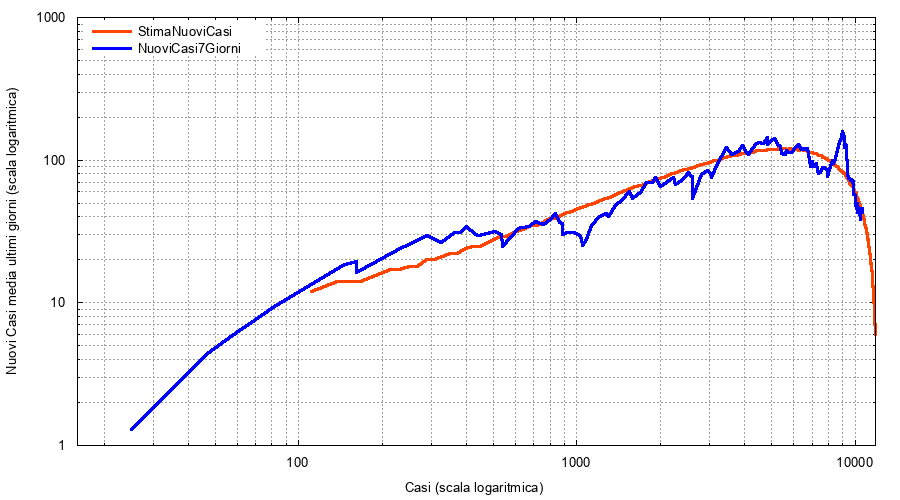 1000
StimaNuoviCasi
NuoviCasi7Giorni
100
10
1
100
1000
10000
Nuovi Casi media ultimi giorni (scala logaritmica)
Casi (scala logaritmica)